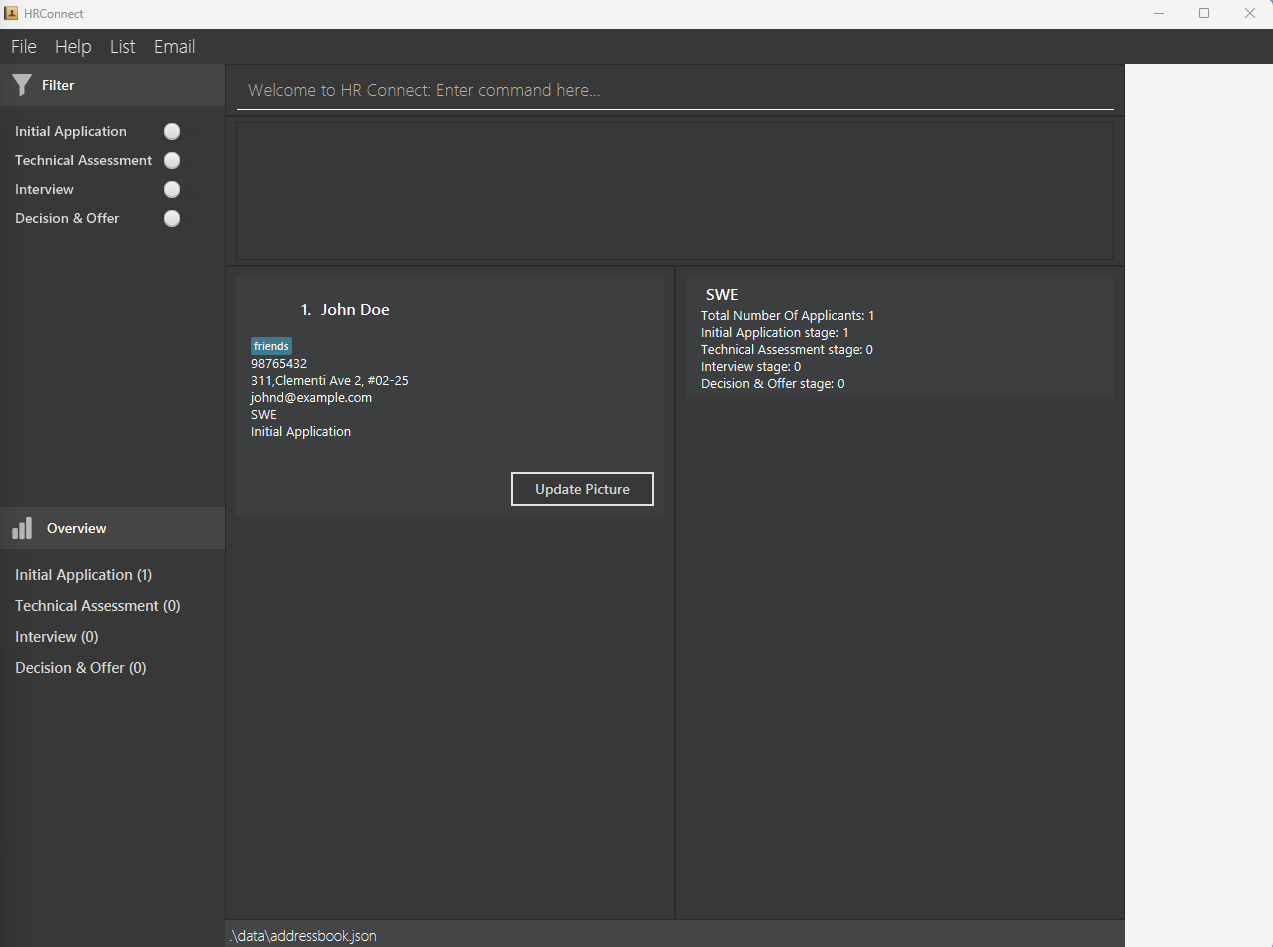 HRConnect
File Help List Email
Filter
Initial Application
Technical Assessment
Interview
Decision & Offer
Overview
Initial Application (1)
Technical Assessment (0)
Interview (0)
Decision & Offer (0)
Welcome to HR Connect: Enter command here...
1. John Doe
friends
98765432
311,Clementi Ave 2, #02-25
johnd@example.com
SWE
Initial Application
Update Picture
SWE
Total Number Of Applicants: 1
Initial Application stage: 1
Technical Assessment stage: 0
Interview stage: 0
Decision & Offer stage: 0
.\data\addressbook.json